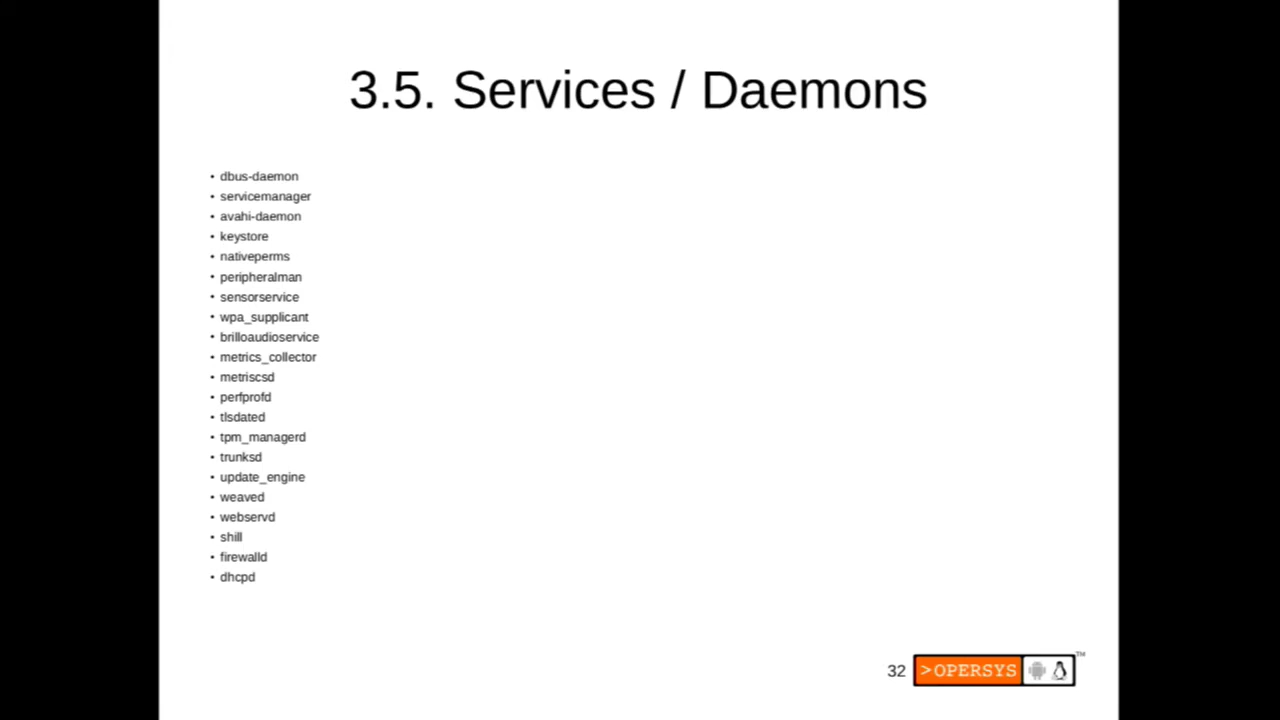 3.5. Services / Daemons
• dbus-daemon
• servicemanager
• avahi-daemon
• keystore
• nativeperms
• peripheralman
• sensorservice
• wpa_supplicant
• brilloaudioservice
• metrics_collector
• metriscsd
• perfprofd
• tlsdated
• tpm_managerd
• trunksd
• update_engine
• weaved
• webservd
• shill
• firewalld
• dhcpd
32 >OPERSYS TM